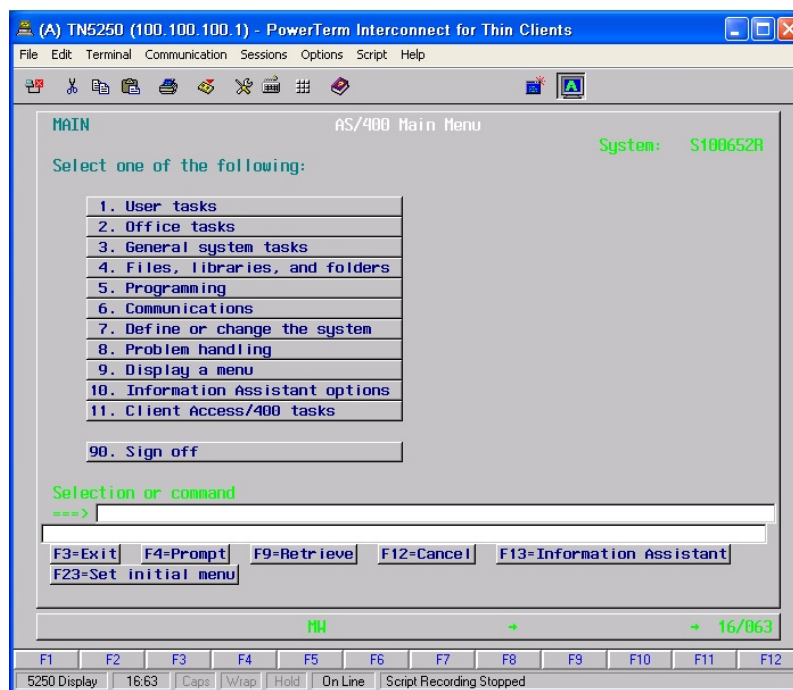 (A) TN5250 (100.100.100.1) - PowerTerm Interconnect for Thin Clients
File Edit Terminal Communication Sessions Options Script Help
A
MAIN AS/400 Main Menu
System: S100652R
Select one of the following:
1. User tasks
2. Office tasks
3. General system tasks
4. Files, libraries, and folders
5. Programming
6. Communications
7. Define or change the system
8. Problem handling
9. Display a menu
10. Information Assistant options
11. Client Access/400 tasks
90. Sign off
Selection or command
===>
F3=Exit F4=Prompt F9=Retrieve F12=Cancel F13=Information Assistant
F23=Set initial menu
MW → → 16/063
F1 F2 F3 F4 F5 F6 F7 F8 F9 F10 F11 F12
5250 Display 16:63 Caps Wrap Hold On Line Script Recording Stopped